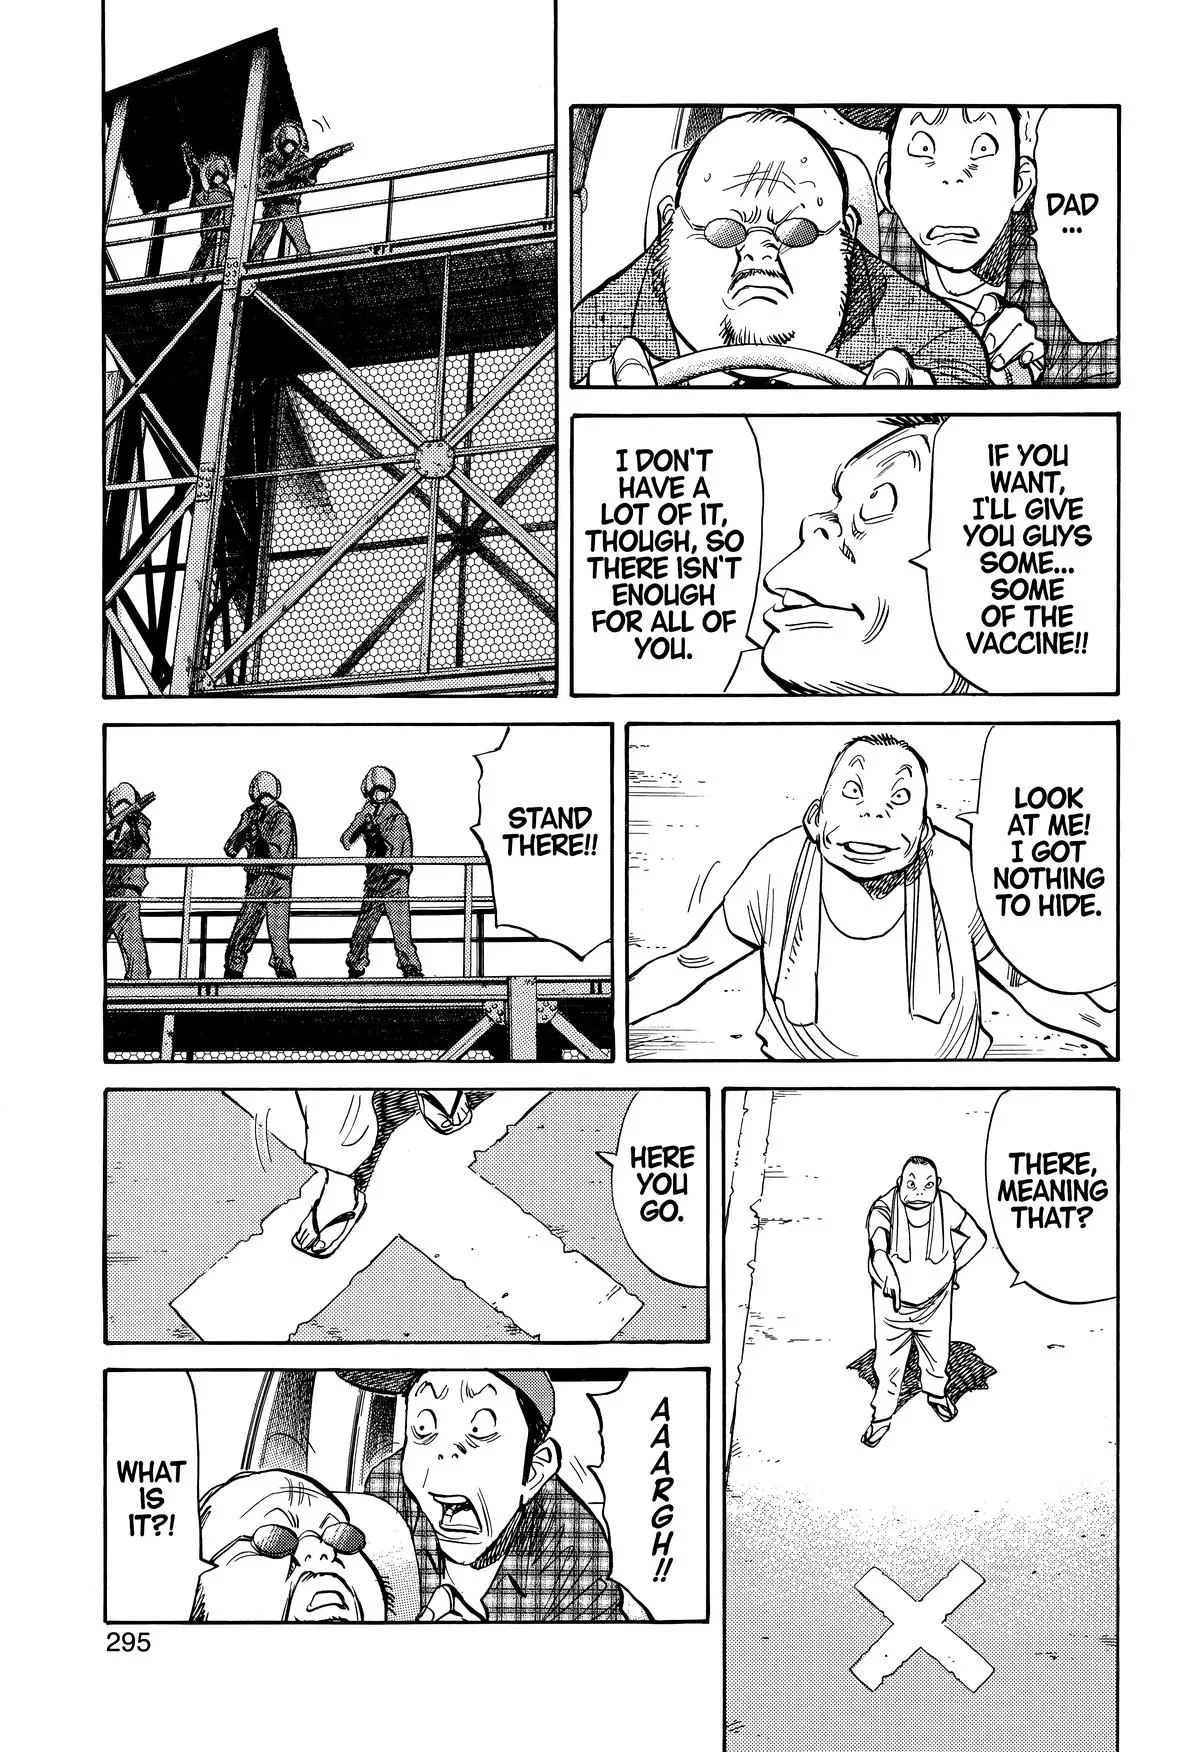 DAD
...
IF YOU
WANT,
I'LL GIVE
YOU GUYS
SOME...
SOME
OF THE
VACCINE!!
I DON'T
HAVE A
LOT OF IT,
THOUGH, SO
THERE ISN'T
ENOUGH
FOR ALL OF
YOU.
LOOK
AT ME!
I GOT
NOTHING
TO HIDE.
STAND
THERE!!
THERE,
MEANING
THAT?
HERE
YOU
GO.
AAARGH!!
WHAT
IS
IT?!
295